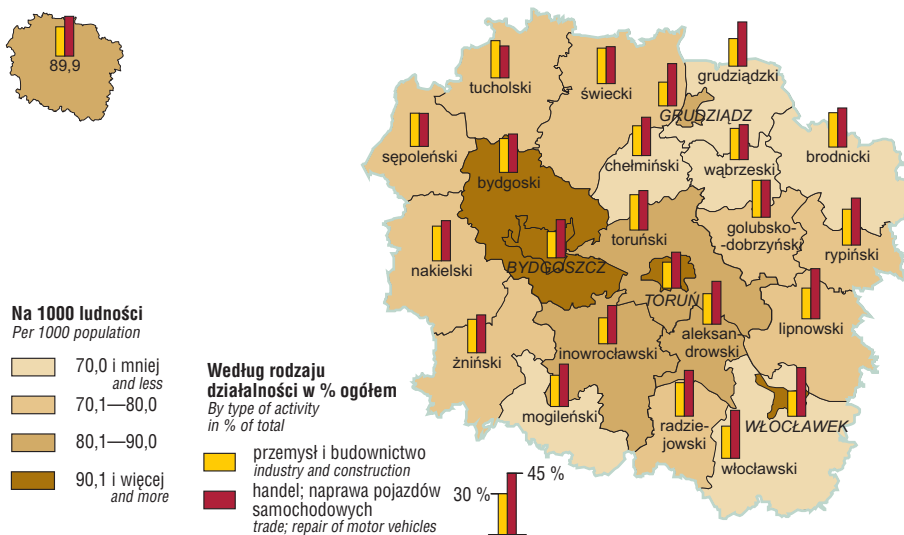 89,9
tucholski
świecki
grudziądzki
GRUDZIĄDZ
sępoleński
bydgoski
chełmiński
wąbrzeski
brodnicki
nakielski
BYDGOSZCZ
toruński
golubsko-
-dobrzyński
rypiński
TORUŃ
żniński
inowrocławski
aleksan-
drowski
lipnowski
mogileński
radzie-
jowski
WŁOCŁAWEK
włocławski
Na 1000 ludności
Per 1000 population
70,0 i mniej
and less
70,1—80,0
80,1—90,0
90,1 i więcej
and more
Według rodzaju
działalności w % ogółem
By type of activity
in % of total
przemysł i budownictwo
industry and construction
handel; naprawa pojazdów
samochodowych
trade; repair of motor vehicles
30 %
45 %